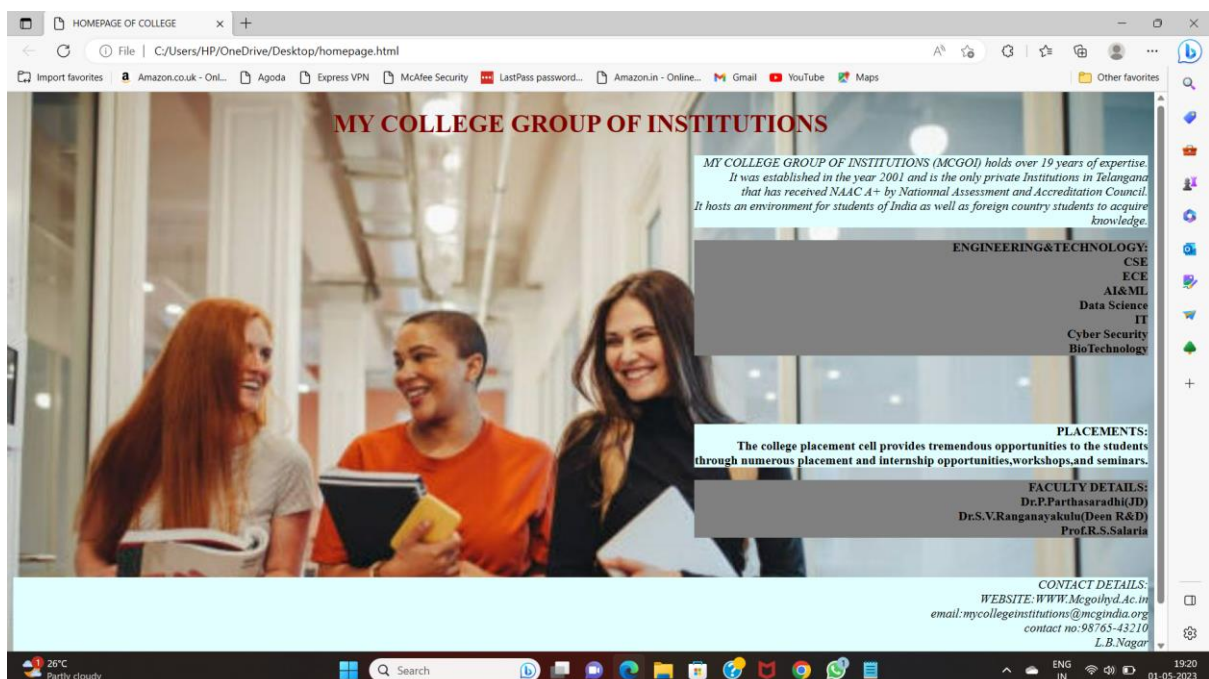 HOMEPAGE OF COLLEGE
File | C:/Users/HP/OneDrive/Desktop/homepage.html
Import favorites
Amazon.co.uk - Onl...
Agoda
Express VPN
McAfee Security
LastPass password...
Amazon.in - Online...
Gmail
YouTube
Maps
Other favorites
MY COLLEGE GROUP OF INSTITUTIONS
MY COLLEGE GROUP OF INSTITUTIONS (MCGOI) holds over 19 years of expertise.
It was established in the year 2001 and is the only private Institutions in Telangana
that has received NAAC A+ by Nationnal Assessment and Accreditation Council.
It hosts an environment for students of India as well as foreign country students to acquire
knowledge.
ENGINEERING&TECHNOLOGY:
CSE
ECE
AI&ML
Data Science
IT
Cyber Security
BioTechnology
PLACEMENTS:
The college placement cell provides tremendous opportunities to the students
through numerous placement and internship opportunities,workshops,and seminars.
FACULTY DETAILS:
Dr.P.Parthasaradhi(JD)
Dr.S.V.Ranganayakulu(Deen R&D)
Prof.R.S.Salaria
CONTACT DETAILS:
WEBSITE:WWW.Mcgoihyd.Ac.in
email:mycollegeinstitutions@mcgindia.org
contact no:98765-43210
L.B.Nagar
1
26°C
Partly cloudy
Search
ENG
IN
19:20
01-05-2023